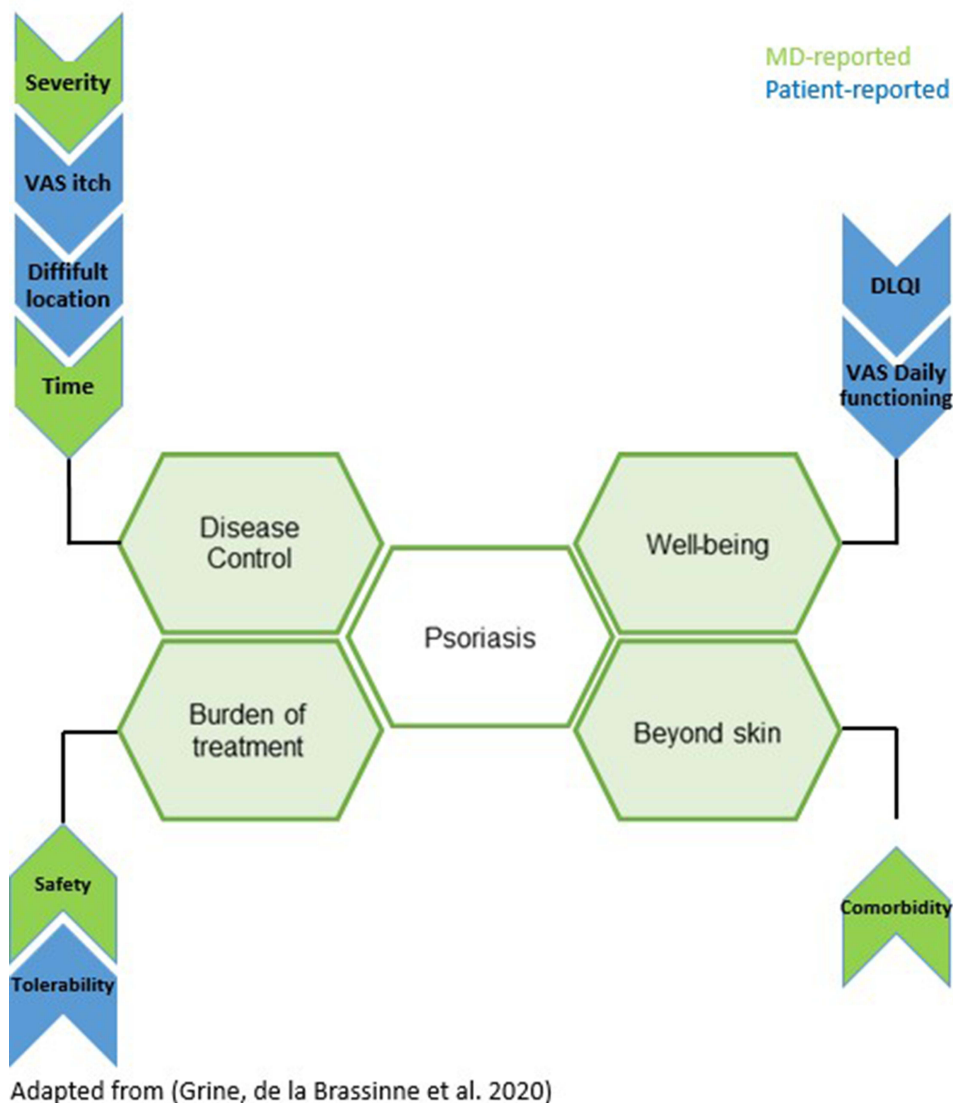 MD-reported
Patient-reported
Severity
VAS itch
Diffifult
location
Time
DLQI
VAS Daily
functioning
Disease
Control
Well-being
Psoriasis
Burden of
treatment
Beyond skin
Safety
Tolerability
Comorbidity
Adapted from (Grine, de la Brassinne et al. 2020)